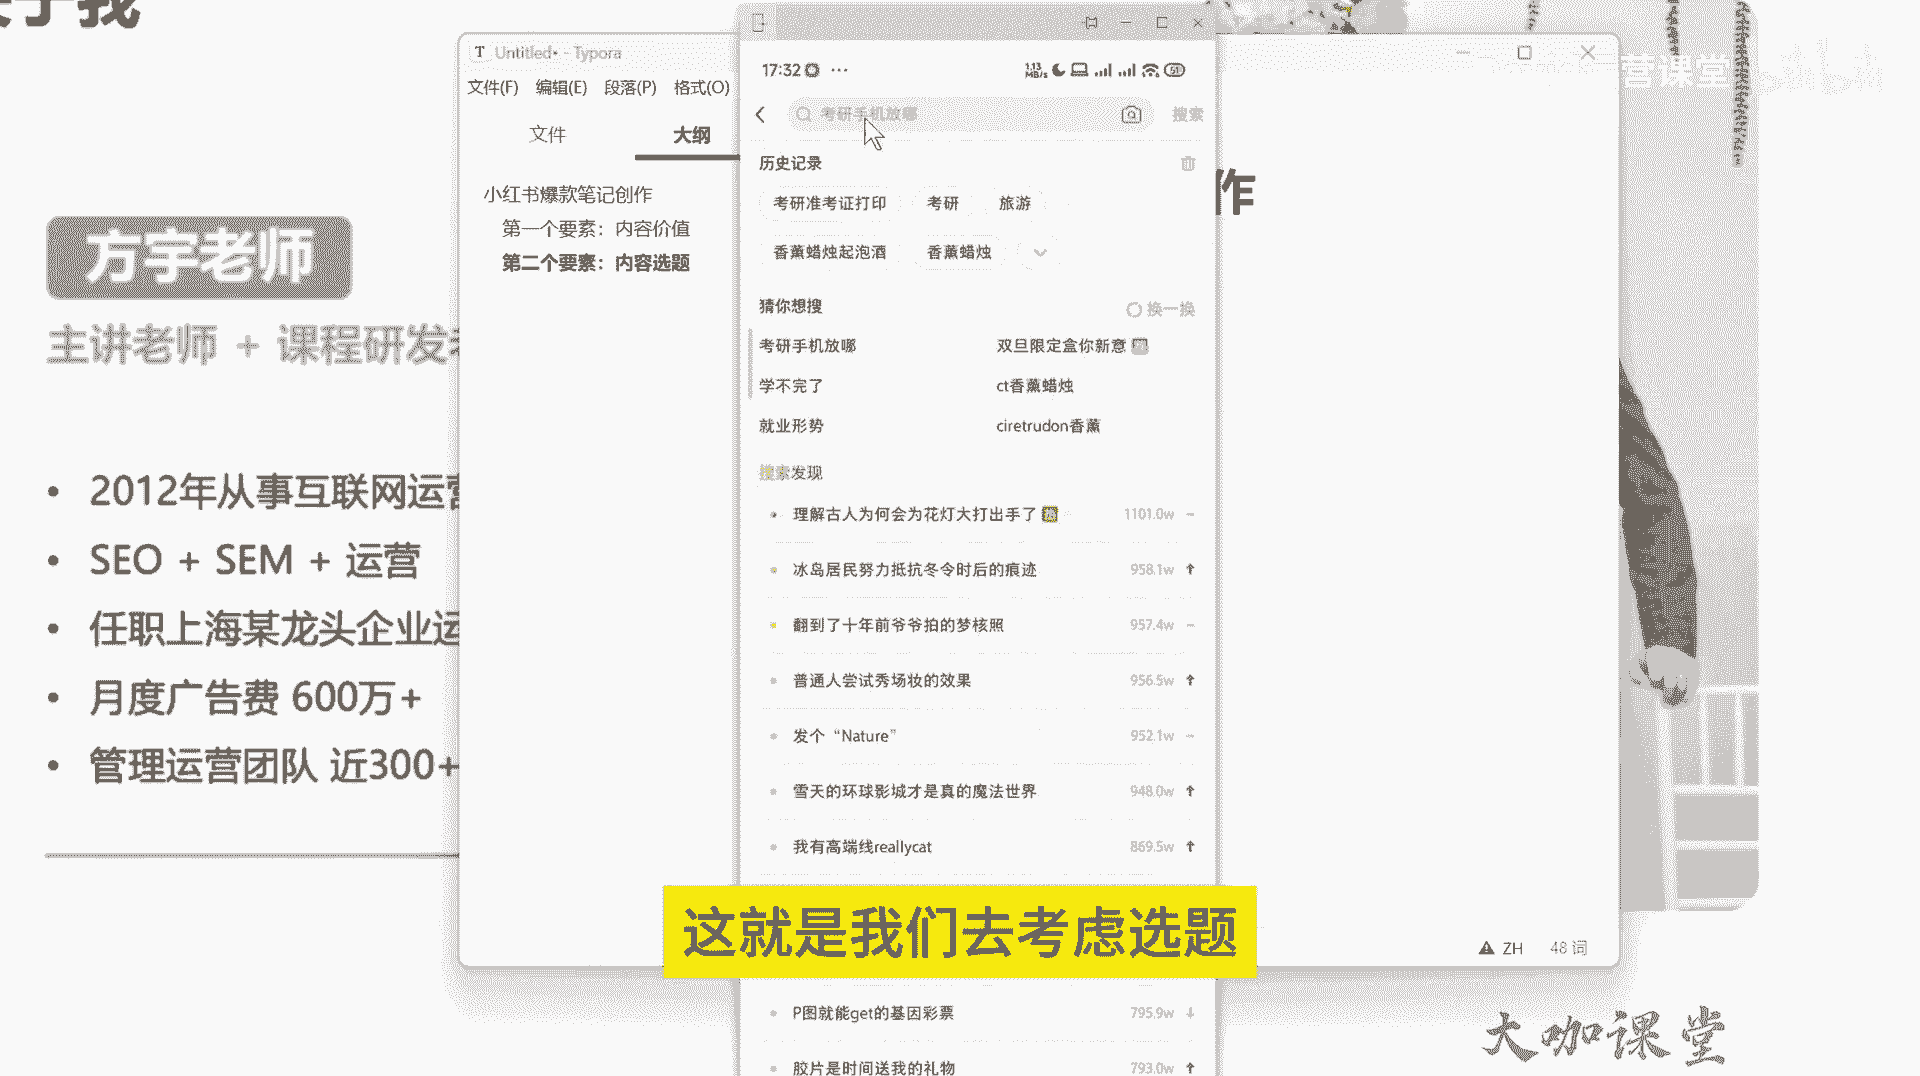 关于我
方宇老师
主讲老师 + 课程研发
2012年从事互联网运营
SEO + SEM + 运营
任职上海某龙头企业运
月度广告费 600万+
管理运营团队 近300+
T Untitled• - Typora
文件(F) 编辑(E) 段落(P) 格式(O)
文件 大纲
小红书爆款笔记创作
第一个要素：内容价值
第二个要素：内容选题
作
17:32
1.13 MB/s
51
考研手机放哪 搜索
历史记录
考研准考证打印 考研 旅游
香薰蜡烛起泡酒 香薰蜡烛
猜你想搜 换一换
考研手机放哪 双旦限定盒你新意
学不完了 ct香薰蜡烛
就业形势 ciretrudon香薰
搜索发现
理解古人为何会为花灯大打出手了 热 1101.0w
冰岛居民努力抵抗冬令时后的痕迹 958.1w
翻到了十年前爷爷拍的梦核照 957.4w
普通人尝试秀场妆的效果 956.5w
发个“Nature” 952.1w
雪天的环球影城才是真的魔法世界 948.0w
我有高端线reallycat 869.5w
这就是我们去考虑选题
P图就能get的基因彩票 795.9w
胶片是时间送我的礼物 793.0w
ZH 48 词
营课堂 bilibili
大咖课堂